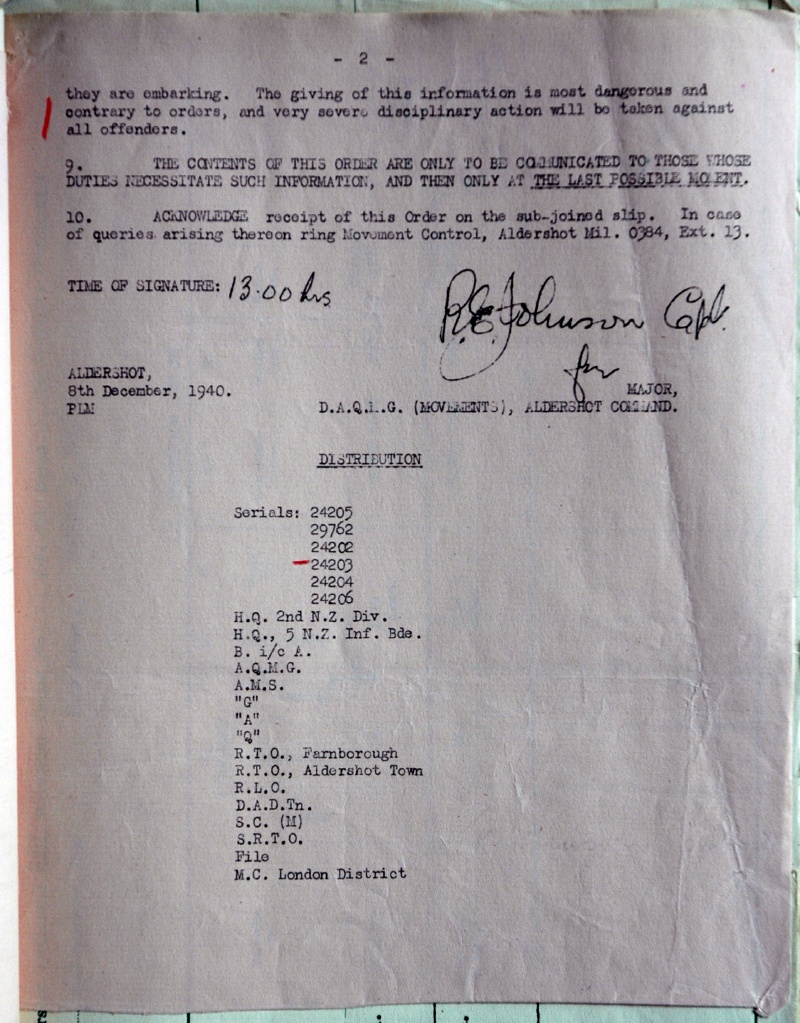 - 2 -
they are embarking. The giving of this information is most dangerous and
contrary to orders, and very severe disciplinary action will be taken against
all offenders.
9. THE CONTENTS OF THIS ORDER ARE ONLY TO BE COMMUNICATED TO THOSE WHOSE
DUTIES NECESSITATE SUCH INFORMATION, AND THEN ONLY AT THE LAST POSSIBLE MOMENT.
10. ACKNOWLEDGE receipt of this Order on the sub-joined slip. In case
of queries arising thereon ring Movement Control, Aldershot Mil. 0384, Ext. 13.
TIME OF SIGNATURE: 13.00 hrs
R.E. Johnson Capt.
for
ALDERSHOT,
8th December, 1940. MAJOR,
PLM D.A.Q.M.G. (MOVEMENTS), ALDERSHOT COMMAND.
DISTRIBUTION
Serials: 24205
29762
24202
24203
24204
24206
H.Q. 2nd N.Z. Div.
H.Q., 5 N.Z. Inf. Bde.
B. i/c A.
A.Q.M.G.
A.M.S.
"G"
"A"
"Q"
R.T.O., Farnborough
R.T.O., Aldershot Town
R.L.O.
D.A.D.Tn.
S.C. (M)
S.R.T.O.
File
M.C. London District